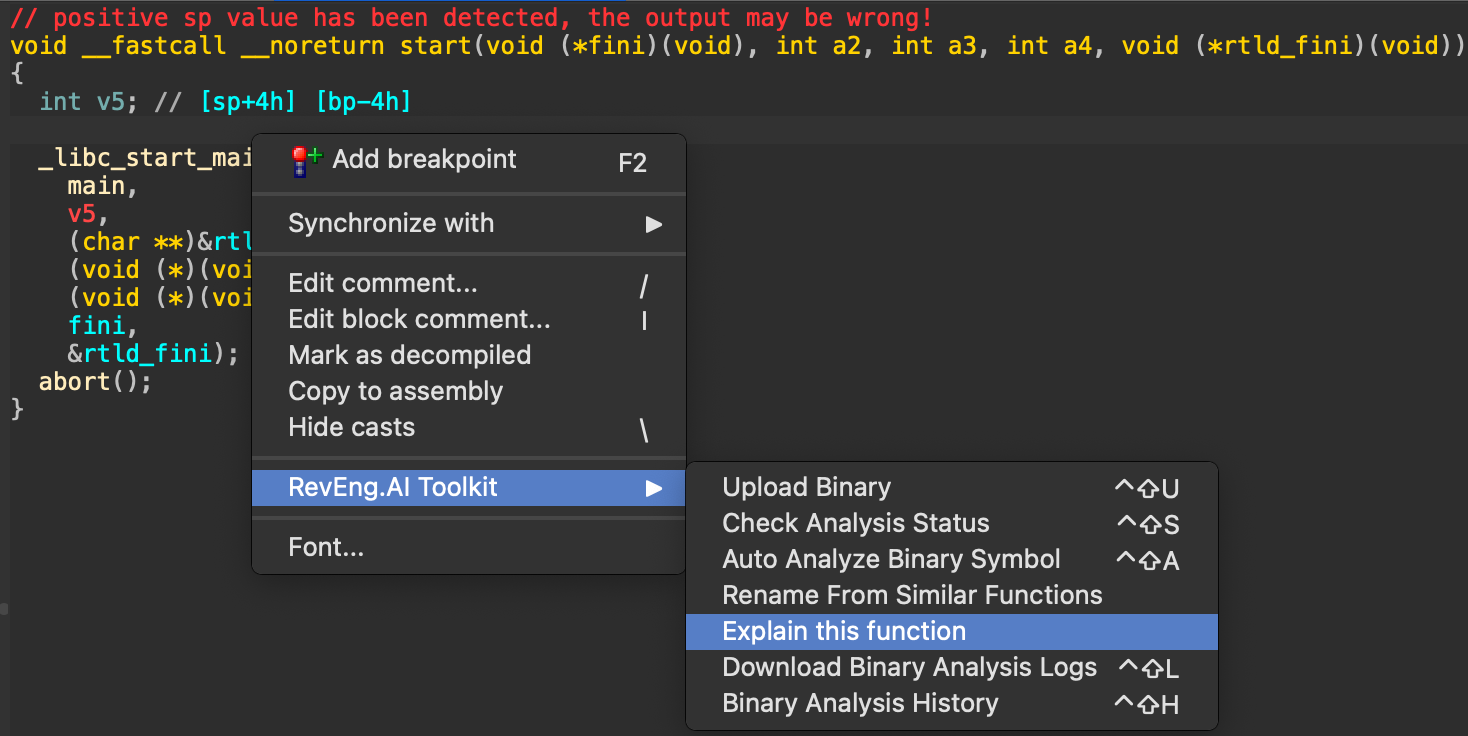 // positive sp value has been detected, the output may be wrong!
void __fastcall __noreturn start(void (*fini)(void), int a2, int a3, int a4, void (*rtld_fini)(void))
{
int v5; // [sp+4h] [bp-4h]
_libc_start_mai
main,
v5,
(char **)&rtl
(void (*)(voi
(void (*)(voi
fini,
&rtld_fini);
abort();
}
Add breakpoint F2
Synchronize with ▶
Edit comment... /
Edit block comment... |
Mark as decompiled
Copy to assembly
Hide casts \
RevEng.AI Toolkit ▶
Font...
Upload Binary ^⇧U
Check Analysis Status ^⇧S
Auto Analyze Binary Symbol ^⇧A
Rename From Similar Functions
Explain this function
Download Binary Analysis Logs ^⇧L
Binary Analysis History ^⇧H